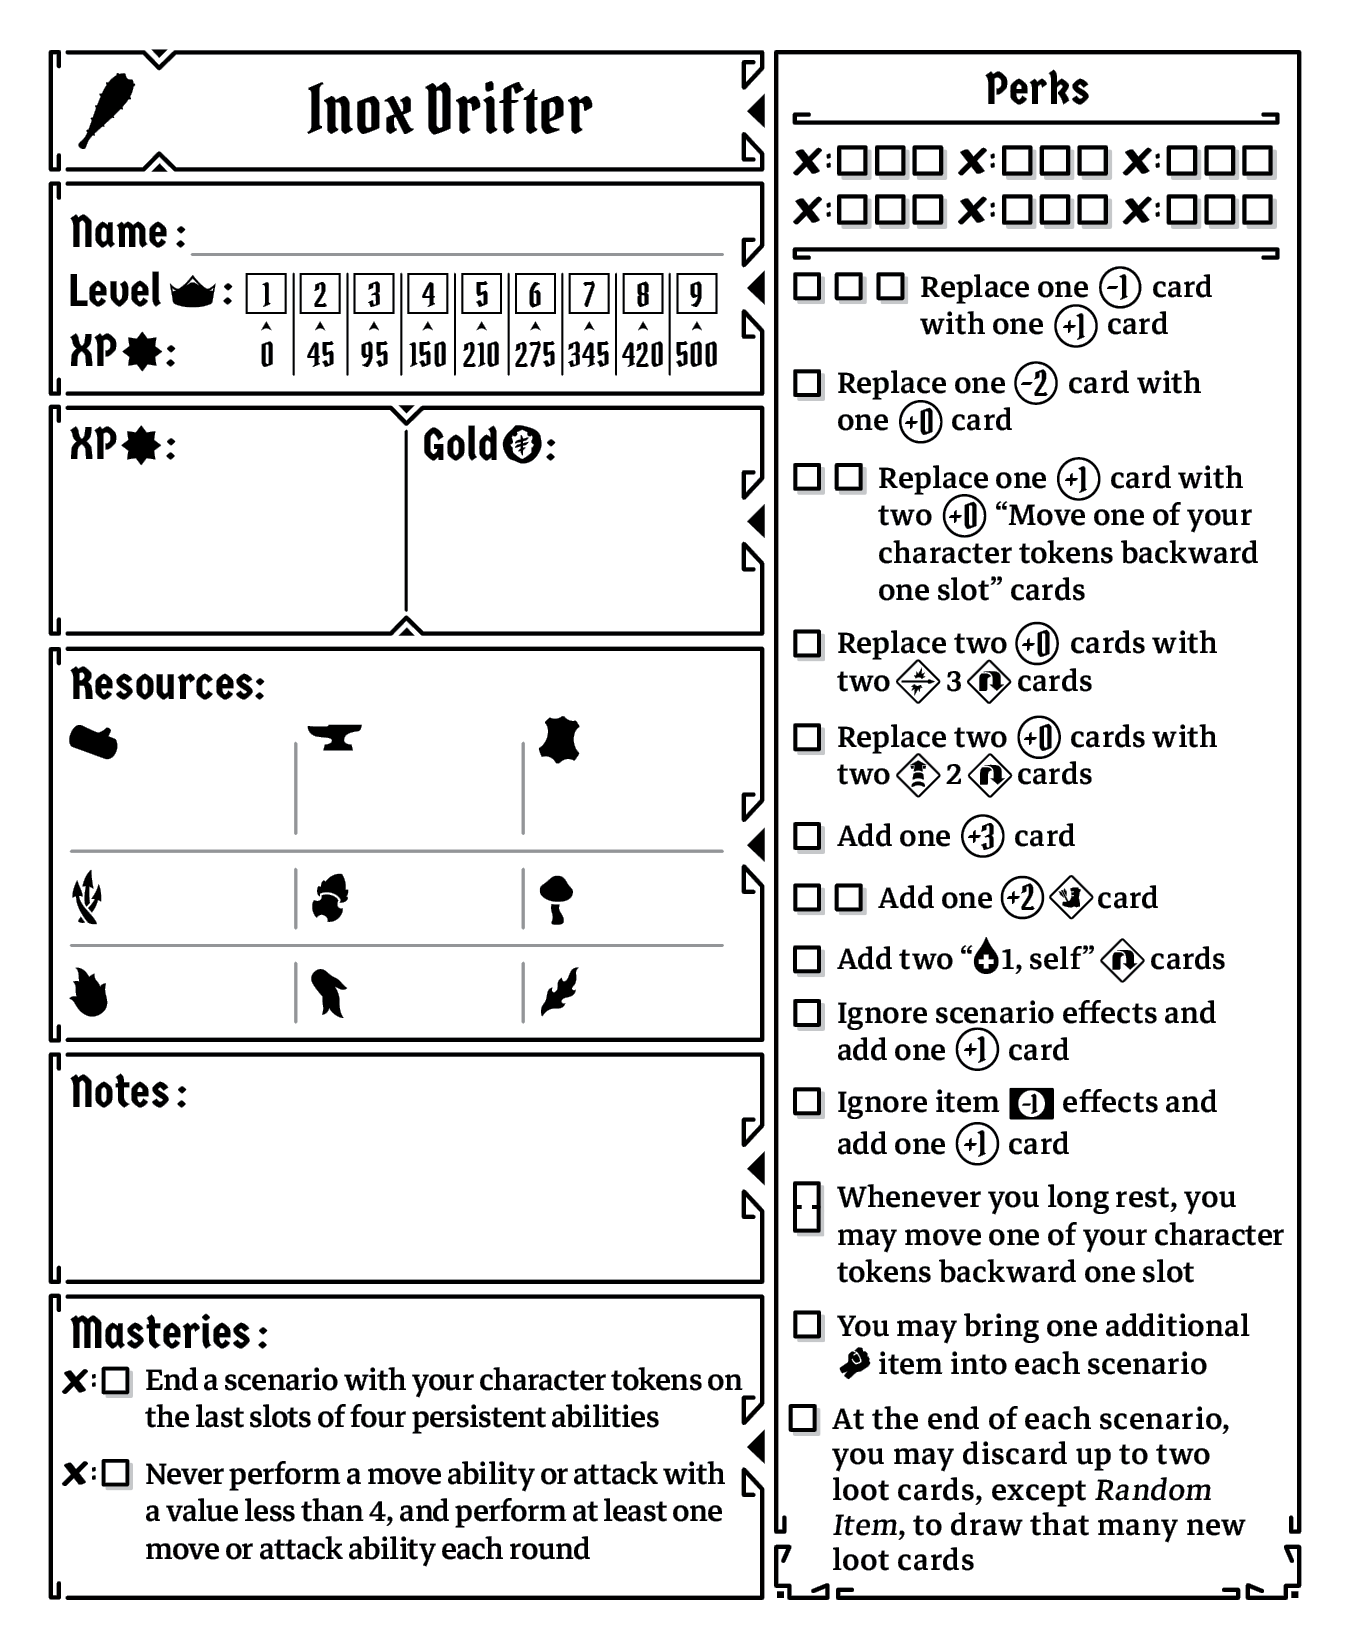 Inox Drifter
Name:
Level : 1 2 3 4 5 6 7 8 9
XP : 0 45 95 150 210 275 345 420 500
XP :
Gold :
Resources:
Notes:
Masteries:
End a scenario with your character tokens on
the last slots of four persistent abilities
Never perform a move ability or attack with
a value less than 4, and perform at least one
move or attack ability each round
Perks
Replace one -1 card
with one +1 card
Replace one -2 card with
one +0 card
Replace one +1 card with
two +0 “Move one of your
character tokens backward
one slot” cards
Replace two +0 cards with
two 3 cards
Replace two +0 cards with
two 2 cards
Add one +3 card
Add one +2 card
Add two “1, self” cards
Ignore scenario effects and
add one +1 card
Ignore item -1 effects and
add one +1 card
Whenever you long rest, you
may move one of your character
tokens backward one slot
You may bring one additional
item into each scenario
At the end of each scenario,
you may discard up to two
loot cards, except Random
Item, to draw that many new
loot cards